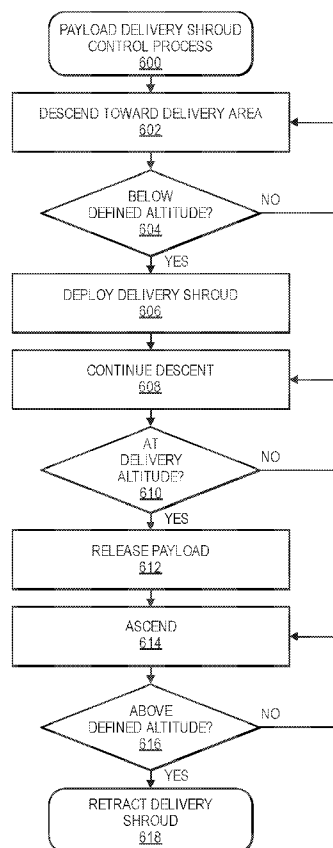 PAYLOAD DELIVERY SHROUD
CONTROL PROCESS
600
DESCEND TOWARD DELIVERY AREA
602
BELOW
DEFINED ALTITUDE?
604
NO
YES
DEPLOY DELIVERY SHROUD
606
CONTINUE DESCENT
608
AT
DELIVERY
ALTITUDE?
610
NO
YES
RELEASE PAYLOAD
612
ASCEND
614
ABOVE
DEFINED ALTITUDE?
616
NO
YES
RETRACT DELIVERY
SHROUD
618